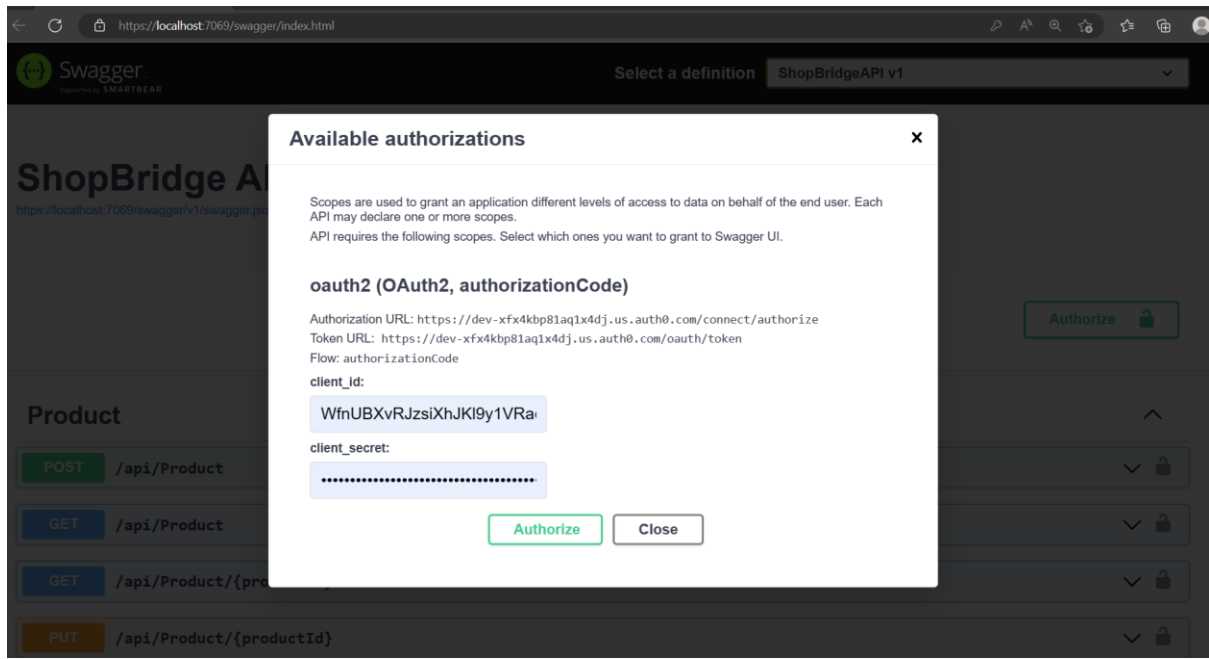 https://localhost:7069/swagger/index.html
Swagger.
Supported by SMARTBEAR
Select a definition
ShopBridgeAPI v1
Available authorizations
ShopBridge A
https://localhost:7069/swagger/v1/swagger.jso
Scopes are used to grant an application different levels of access to data on behalf of the end user. Each
API may declare one or more scopes.
API requires the following scopes. Select which ones you want to grant to Swagger UI.
oauth2 (OAuth2, authorizationCode)
Authorization URL: https://dev-xfx4kbp81aq1x4dj.us.auth0.com/connect/authorize
Token URL: https://dev-xfx4kbp81aq1x4dj.us.auth0.com/oauth/token
Flow: authorizationCode
client_id:
WfnUBXvRJzsiXhJKl9y1VRa
client_secret:
Authorize
Close
Authorize
Product
POST /api/Product
GET /api/Product
GET /api/Product/{pro
PUT /api/Product/{productId}